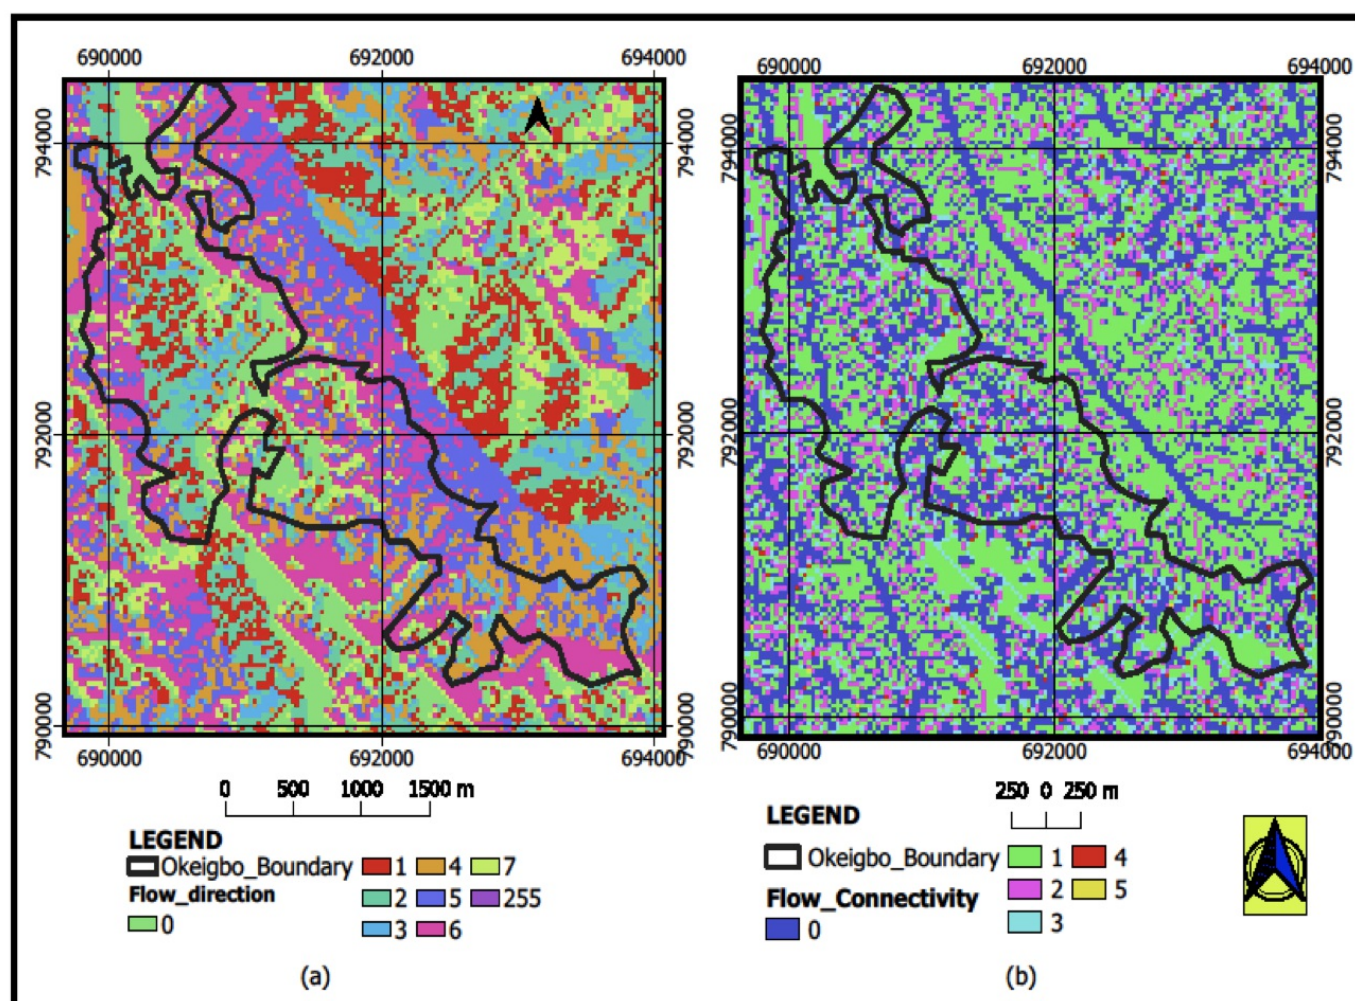 690000 692000 694000
690000 692000 694000
794000 794000 794000 794000
792000 792000 792000 792000
790000 790000 790000 790000
690000 692000 694000
690000 692000 694000
0 500 1000 1500 m
250 0 250 m
LEGEND
Okeigbo_Boundary
Flow_direction
0
1 4 7
2 5 255
3 6
(a)
LEGEND
Okeigbo_Boundary
Flow_Connectivity
0
1 4
2 5
3
(b)